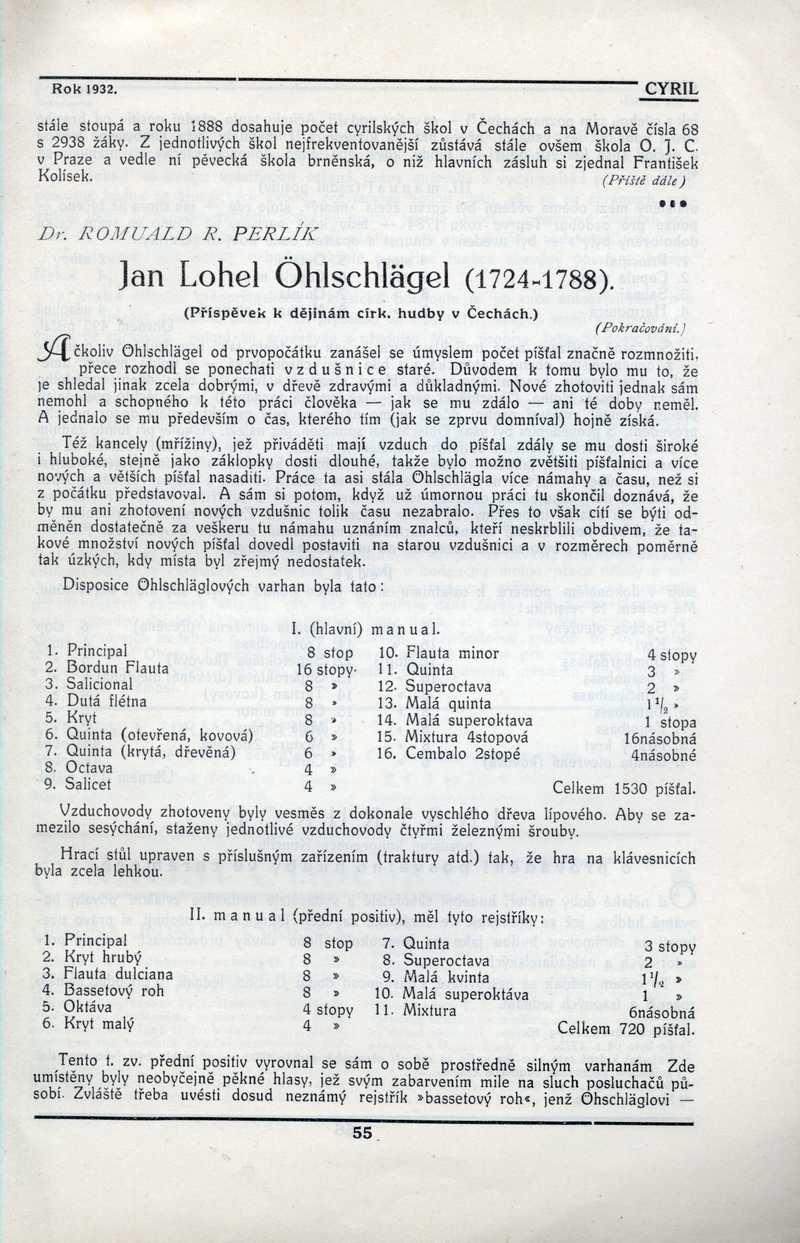 Rok 1932. CYRIL
stále stoupá a roku 1888 dosahuje počet cyrilských škol v Čechách a na Moravě čísla 68
s 2938 žáky. Z jednotlivých škol nejfrekventovanější zůstává stále ovšem škola O. J. C.
v Praze a vedle ní pěvecká škola brněnská, o niž hlavních zásluh si zjednal František
Kolísek. (Příště dále)
•••
Dr. ROMUALD R. PERLÍK
Jan Lohel Öhlschlägel (1724-1788).
(Příspěvek k dějinám círk. hudby v Čechách.)
(Pokračování.)
Ačkoliv Öhlschlägel od prvopočátku zanášel se úmyslem počet píšťal značně rozmnožiti,
přece rozhodl se ponechati vzdušnice staré. Důvodem k tomu bylo mu to, že
je shledal jinak zcela dobrými, v dřevě zdravými a důkladnými. Nové zhotoviti jednak sám
nemohl a schopného k této práci člověka — jak se mu zdálo — ani té doby neměl.
A jednalo se mu především o čas, kterého tím (jak se zprvu domníval) hojně získá.
Též kancely (mřížiny), jež přiváděti mají vzduch do píšťal zdály se mu dosti široké
i hluboké, stejně jako záklopky dosti dlouhé, takže bylo možno zvětšiti píšťalnici a více
nových a větších píšťal nasaditi. Práce ta asi stála Öhlschlägla více námahy a času, než si
z počátku představoval. A sám si potom, když už úmornou práci tu skončil doznává, že
by mu ani zhotovení nových vzdušnic tolik času nezabralo. Přes to však cítí se býti od-
měněn dostatečně za veškeru tu námahu uznáním znalců, kteří neskrblili obdivem, že ta-
kové množství nových píšťal dovedl postaviti na starou vzdušnici a v rozměrech poměrně
tak úzkých, kdy místa byl zřejmý nedostatek.
Disposice Öhlschläglových varhan byla tato:
I. (hlavní) manual.
1. Principal 8 stop
2. Bordun Flauta 16 stopy
3. Salicional 8 »
4. Dutá flétna 8 »
5. Kryt 8 »
6. Quinta (otevřená, kovová) 6 »
7. Quinta (krytá, dřevěná) 6 »
8. Octava 4 »
9. Salicet 4 »
10. Flauta minor 4 stopy
11. Quinta 3 »
12. Superoctava 2 »
13. Malá quinta 1 1/2 »
14. Malá superoktava 1 stopa
15. Mixtura 4stopová 16násobná
16. Cembalo 2stopé 4násobné
Celkem 1530 píšťal.
Vzduchovody zhotoveny byly vesměs z dokonale vyschlého dřeva lípového. Aby se za-
mezilo sesýchání, staženy jednotlivé vzduchovody čtyřmi železnými šrouby.
Hrací stůl upraven s příslušným zařízením (traktury atd.) tak, že hra na klávesnicích
byla zcela lehkou.
II. manual (přední positiv), měl tyto rejstříky:
1. Principal 8 stop
2. Kryt hrubý 8 »
3. Flauta dulciana 8 »
4. Bassetový roh 8 »
5. Oktáva 4 stopy
6. Kryt malý 4 »
7. Quinta 3 stopy
8. Superoctava 2 »
9. Malá kvinta 1 1/2 »
10. Malá superoktáva 1 »
11. Mixtura 6násobná
Celkem 720 píšťal.
Tento t. zv. přední positiv vyrovnal se sám o sobě prostředně silným varhanám Zde
umístěny byly neobyčejně pěkné hlasy, jež svým zabarvením mile na sluch posluchačů pů-
sobí. Zvláště třeba uvésti dosud neznámý rejstřík »bassetový roh«, jenž Öhschläglovi —
55